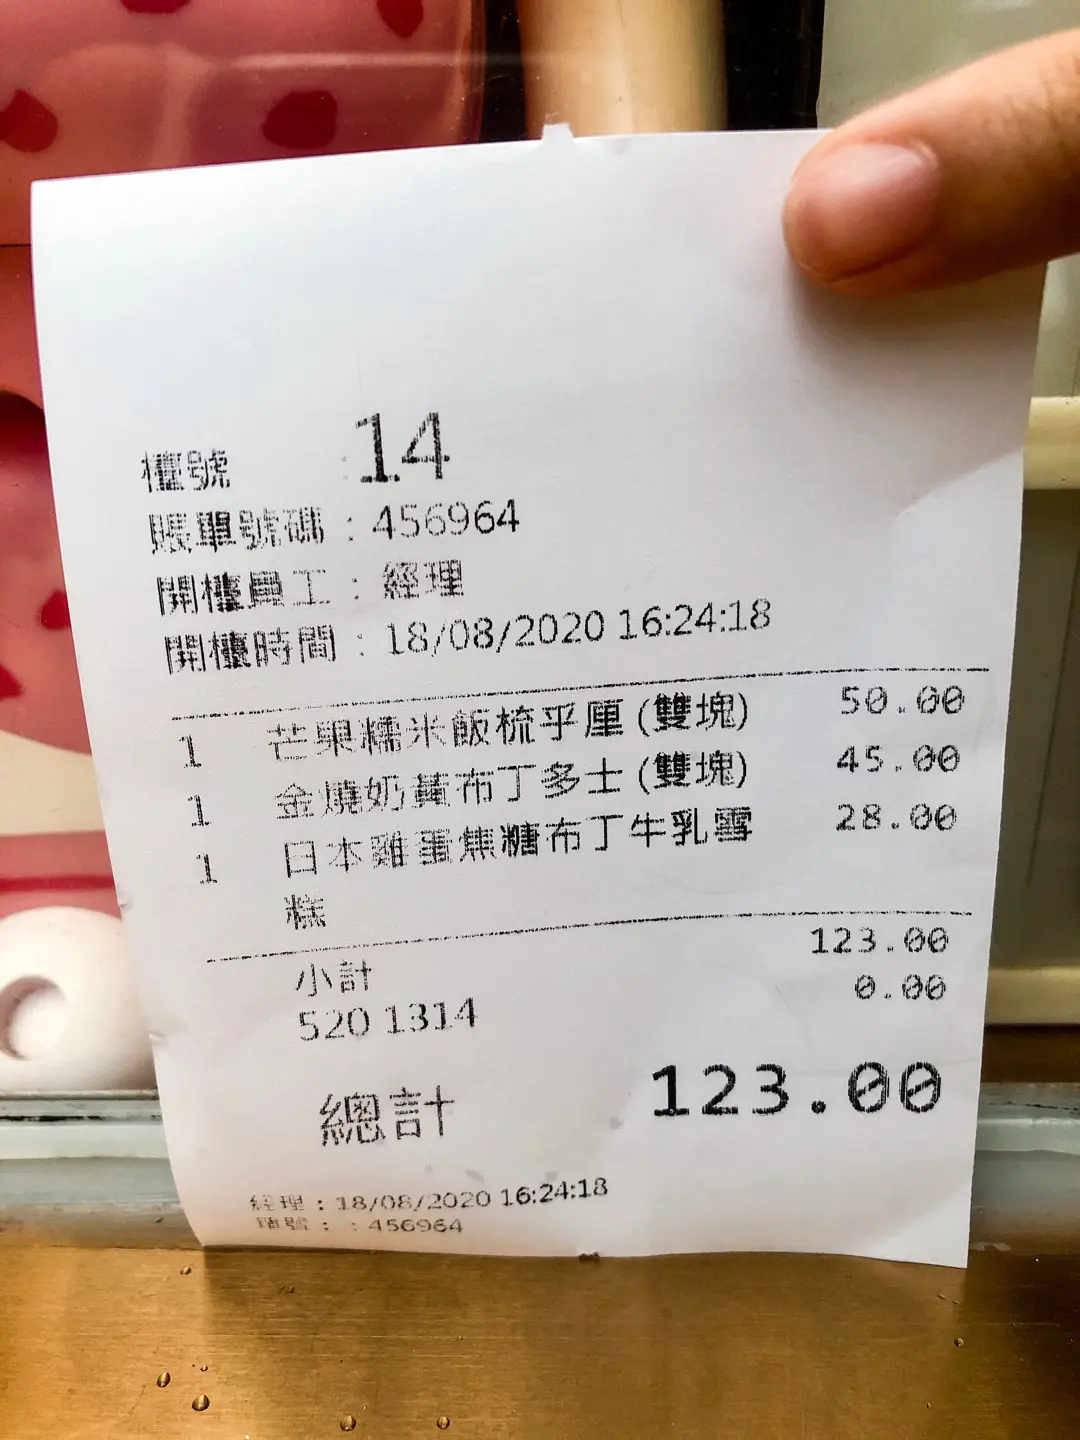 檯號 : 14
賬單號碼 : 456964
開檯員工 : 經理
開檯時間 : 18/08/2020 16:24:18
1 芒果糯米飯梳乎厘 (雙塊) 50.00
1 金燒奶黃布丁多士 (雙塊) 45.00
1 日本雞蛋焦糖布丁牛乳雪 28.00
糕
小計 123.00
520 1314 0.00
總計 123.00
經理 : 18/08/2020 16:24:18
號 : : 456964